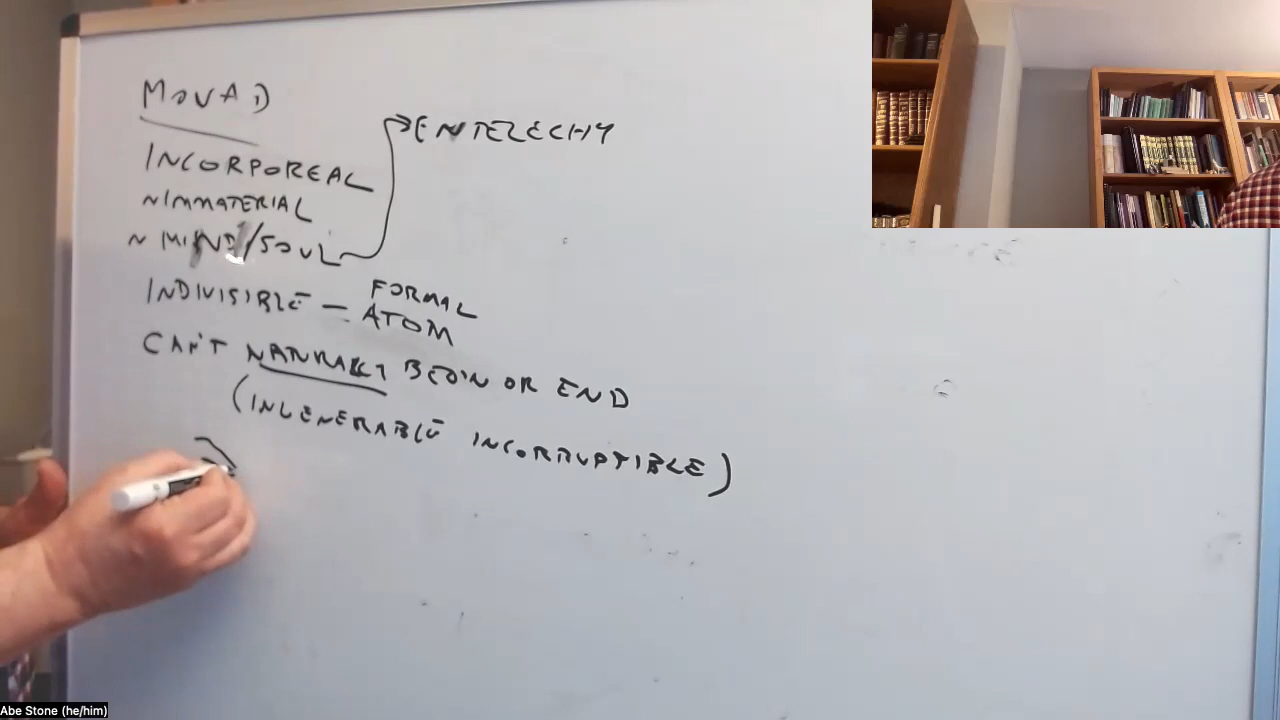 MONAD
INCORPOREAL
~IMMATERIAL
~ MIND/SOUL
ENTELECHY
INDIVISIBLE — FORMAL ATOM
CAN'T NATURALLY BEGIN OR END
(INGENERABLE INCORRUPTIBLE)
Abe Stone (he/him)